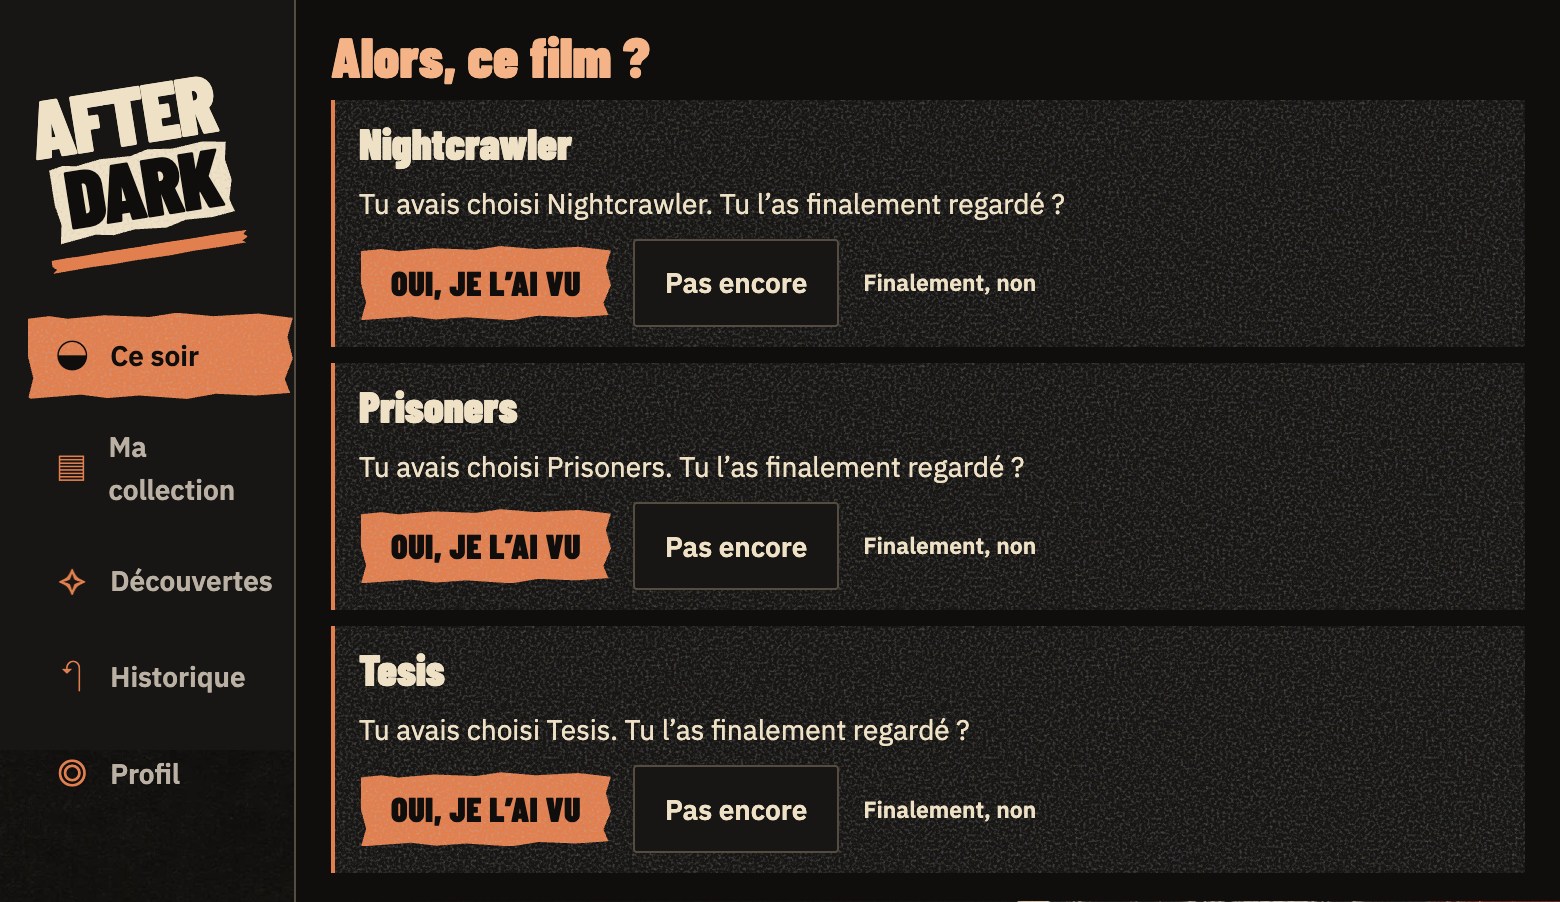 AFTER
DARK
Ce soir
Ma
collection
Découvertes
Historique
Profil
Alors, ce film ?
Nightcrawler
Tu avais choisi Nightcrawler. Tu l’as finalement regardé ?
OUI, JE L’AI VU
Pas encore
Finalement, non
Prisoners
Tu avais choisi Prisoners. Tu l’as finalement regardé ?
OUI, JE L’AI VU
Pas encore
Finalement, non
Tesis
Tu avais choisi Tesis. Tu l’as finalement regardé ?
OUI, JE L’AI VU
Pas encore
Finalement, non